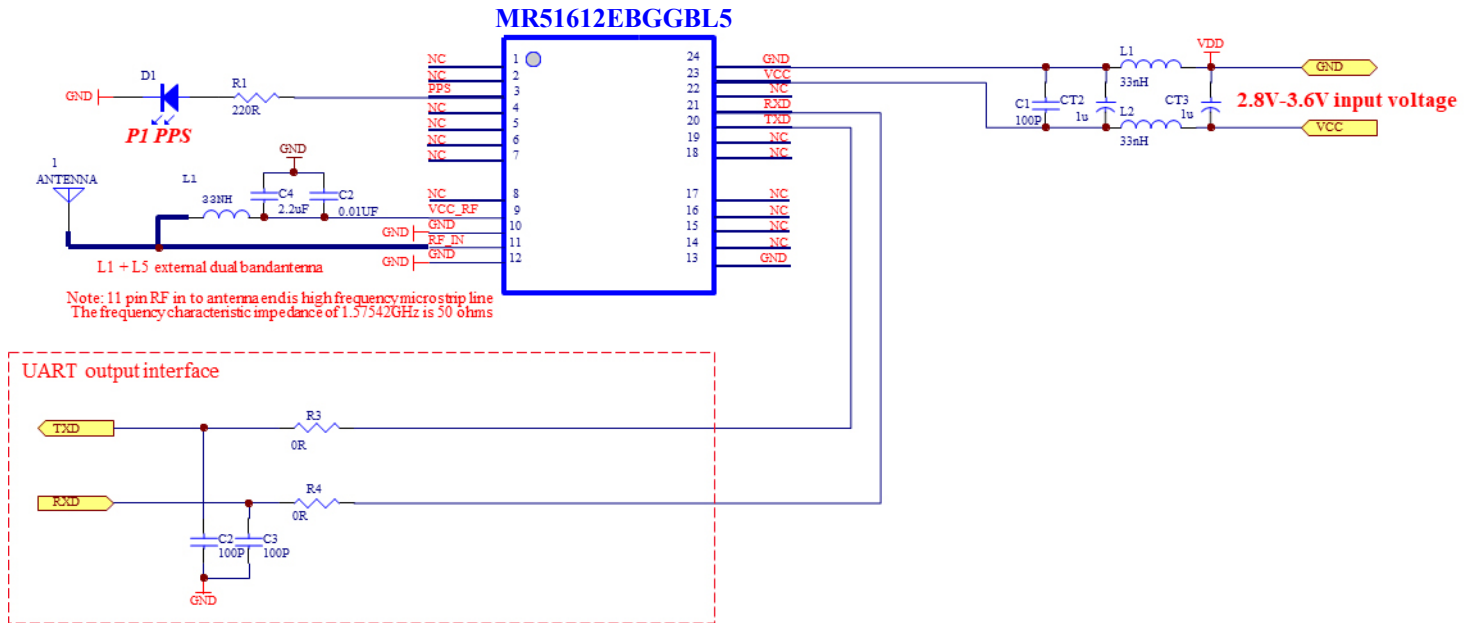 MR51612EBGGBL5
NC
1
NC
2
PPS
3
NC
4
NC
5
NC
6
NC
7
NC
8
VCC_RF
9
GND
10
RF_IN
11
GND
12
24
GND
23
VCC
22
NC
21
RXD
20
TXD
19
NC
18
NC
17
NC
16
NC
15
NC
14
NC
13
GND
D1
R1
GND
220R
P1 PPS
1
ANTENNA
L1
33NH
GND
C4
2.2uF
C2
0.01UF
GND
GND
L1 + L5 external dual bandantenna
Note: 11 pin RF in to antenna end is high frequency microstrip line
The frequency characteristic impedance of 1.57542GHz is 50 ohms
L1
33nH
VDD
GND
C1
100P
CT2
1u
L2
33nH
CT3
1u
2.8V-3.6V input voltage
VCC
UART output interface
TXD
R3
0R
RXD
R4
0R
C2
100P
C3
100P
GND